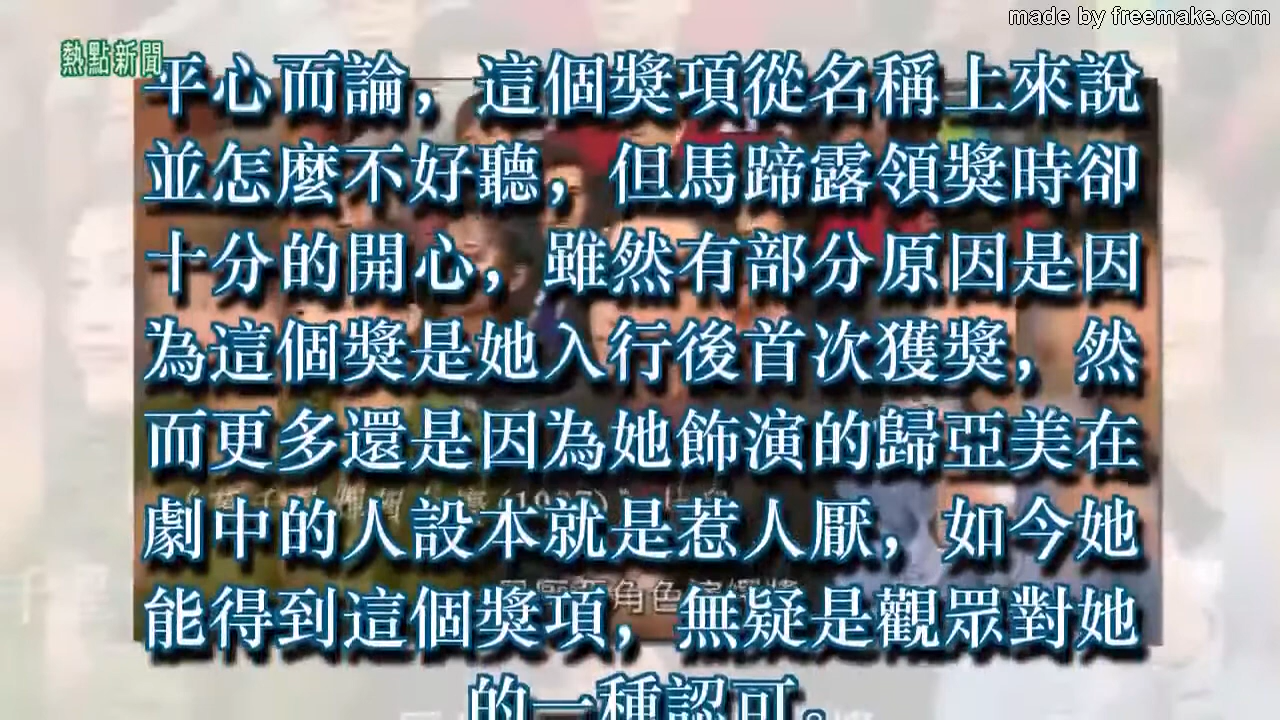 made by freemake.com
熱點新聞
平心而論，這個獎項從名稱上來說
並怎麼不好聽，但馬蹄露領獎時卻
十分的開心，雖然有部分原因是因
為這個獎是她入行後首次獲獎，然
而更多還是因為她飾演的歸亞美在
劇中的人設本就是惹人厭，如今她
能得到這個獎項，無疑是觀眾對她
的一種認可。